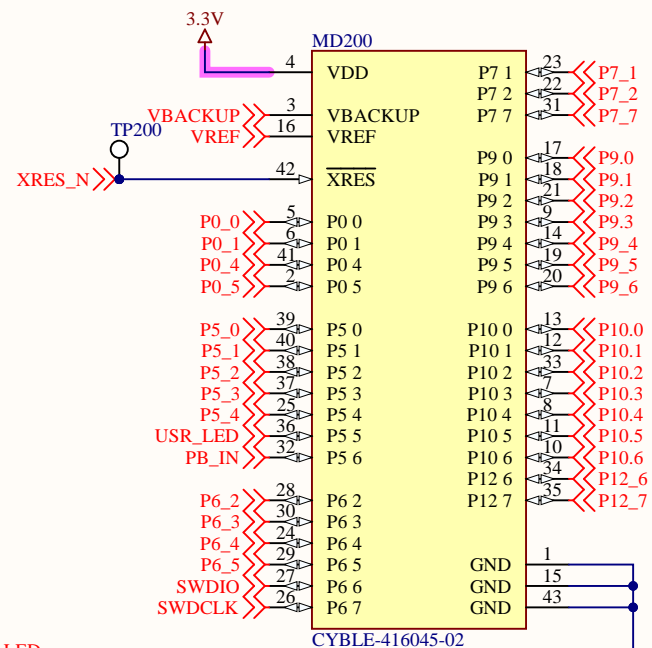 3.3V
MD200
4 VDD P7 1 23 P7_1
P7 2 22 P7_2
VBACKUP 3 VBACKUP P7 7 31 P7_7
VREF 16 VREF
TP200
P9 0 17 P9.0
XRES_N 42 XRES P9 1 18 P9.1
P9 2 21 P9.2
P0_0 5 P0 0 P9 3 9 P9.3
P0_1 6 P0 1 P9 4 14 P9_4
P0_4 41 P0 4 P9 5 19 P9_5
P0_5 2 P0 5 P9 6 20 P9_6
P5_0 39 P5 0 P10 0 13 P10.0
P5_1 40 P5 1 P10 1 12 P10.1
P5_2 38 P5 2 P10 2 33 P10.2
P5_3 37 P5 3 P10 3 7 P10.3
P5_4 25 P5 4 P10 4 8 P10.4
USR_LED 36 P5 5 P10 5 11 P10.5
PB_IN 32 P5 6 P10 6 10 P10.6
P12 6 34 P12_6
P6_2 28 P6 2 P12 7 35 P12_7
P6_3 30 P6 3
P6_4 24 P6 4
P6_5 29 P6 5 GND 1
SWDIO 27 P6 6 GND 15
SWDCLK 26 P6 7 GND 43
CYBLE-416045-02